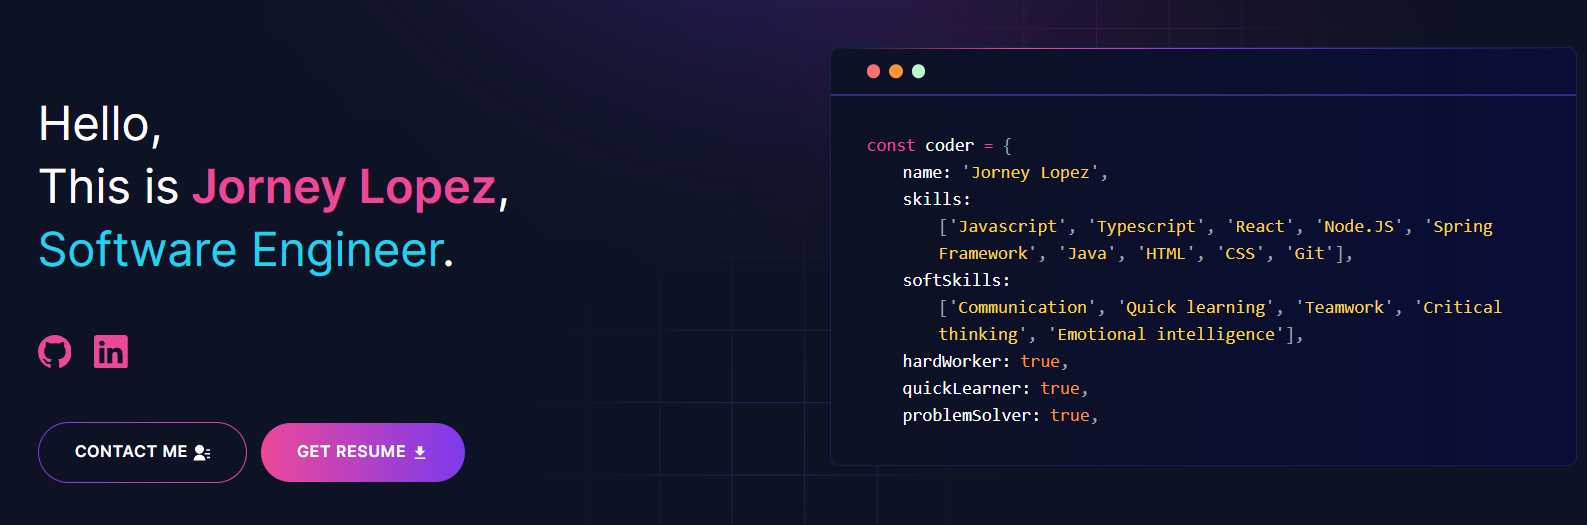 Hello,
This is Jorney Lopez,
Software Engineer.
CONTACT ME
GET RESUME
const coder = {
name: 'Jorney Lopez',
skills:
['Javascript', 'Typescript', 'React', 'Node.JS', 'Spring
Framework', 'Java', 'HTML', 'CSS', 'Git'],
softSkills:
['Communication', 'Quick learning', 'Teamwork', 'Critical
thinking', 'Emotional intelligence'],
hardWorker: true,
quickLearner: true,
problemSolver: true,